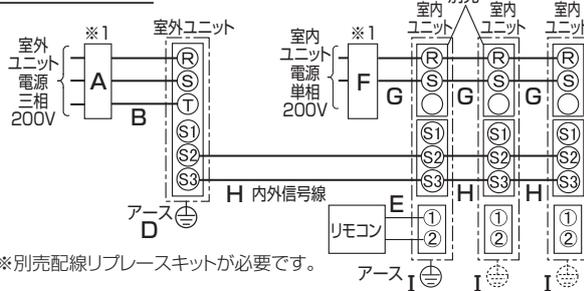 別売
室内
ユニット
室内
ユニット
室内
ユニット
※1
室外ユニット
※1
室外
ユニット
電源
三相
200V
A
B
R
S
T
S1
S2
S3
室内
ユニット
電源
単相
200V
F
G
G
G
R
S
S1
S2
S3
R
S
S1
S2
S3
R
S
S1
S2
S3
H 内外信号線
H
H
アース
D
リモコン
E
①
②
①
②
①
②
アース
I
I
I
※別売配線リプレースキットが必要です。